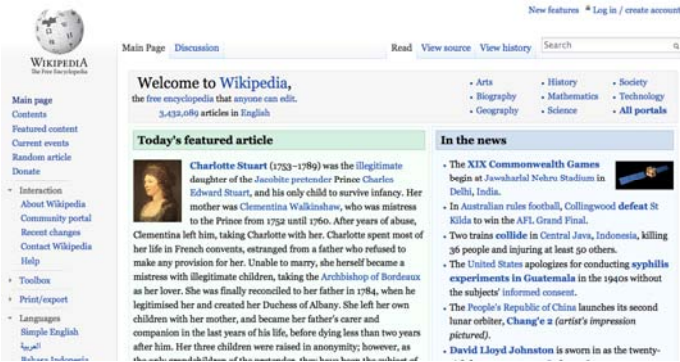 New features Log in / create account
WIKIPEDIA
The Free Encyclopedia
Main Page Discussion
Read View source View history
Search
Main page
Contents
Featured content
Current events
Random article
Donate
Interaction
About Wikipedia
Community portal
Recent changes
Contact Wikipedia
Help
Toolbox
Print/export
Languages
Simple English
العربية
Bahasa Indonesia
Welcome to Wikipedia,
the free encyclopedia that anyone can edit.
3,432,089 articles in English
• Arts
• Biography
• Geography
• History
• Mathematics
• Science
• Society
• Technology
• All portals
Today's featured article
Charlotte Stuart (1753–1789) was the illegitimate
daughter of the Jacobite pretender Prince Charles
Edward Stuart, and his only child to survive infancy. Her
mother was Clementina Walkinshaw, who was mistress
to the Prince from 1752 until 1760. After years of abuse,
Clementina left him, taking Charlotte with her. Charlotte spent most of
her life in French convents, estranged from a father who refused to
make any provision for her. Unable to marry, she herself became a
mistress with illegitimate children, taking the Archbishop of Bordeaux
as her lover. She was finally reconciled to her father in 1784, when he
legitimised her and created her Duchess of Albany. She left her own
children with her mother, and became her father's carer and
companion in the last years of his life, before dying less than two years
after him. Her three children were raised in anonymity; however, as
the only grandchildren of the pretender, they have been the subject of
In the news
• The XIX Commonwealth Games
begin at Jawaharlal Nehru Stadium in
Delhi, India.
• In Australian rules football, Collingwood defeat St
Kilda to win the AFL Grand Final.
• Two trains collide in Central Java, Indonesia, killing
36 people and injuring at least 50 others.
• The United States apologizes for conducting syphilis
experiments in Guatemala in the 1940s without
the subjects' informed consent.
• The People's Republic of China launches its second
lunar orbiter, Chang'e 2 (artist's impression
pictured).
• David Lloyd Johnston is sworn in as the twenty-